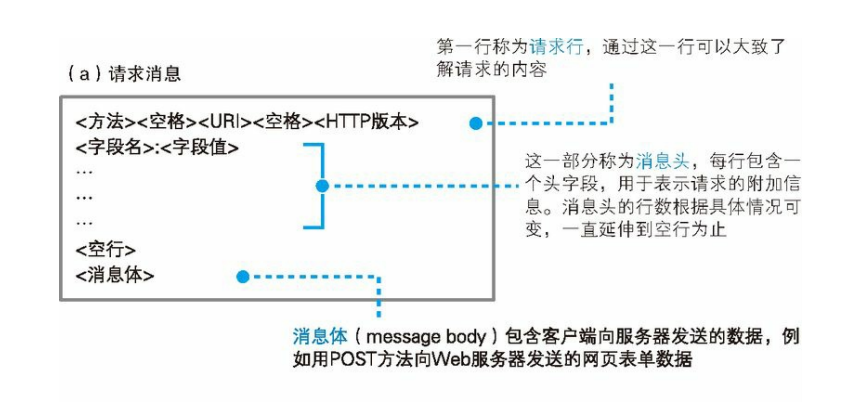 第一行称为请求行，通过这一行可以大致了
解请求的内容
（a）请求消息
<方法><空格><URI><空格><HTTP版本>
<字段名>:<字段值>
…
…
…
<空行>
<消息体>
这一部分称为消息头，每行包含一
个头字段，用于表示请求的附加信
息。消息头的行数根据具体情况可
变，一直延伸到空行为止
消息体（message body）包含客户端向服务器发送的数据，例
如用POST方法向Web服务器发送的网页表单数据